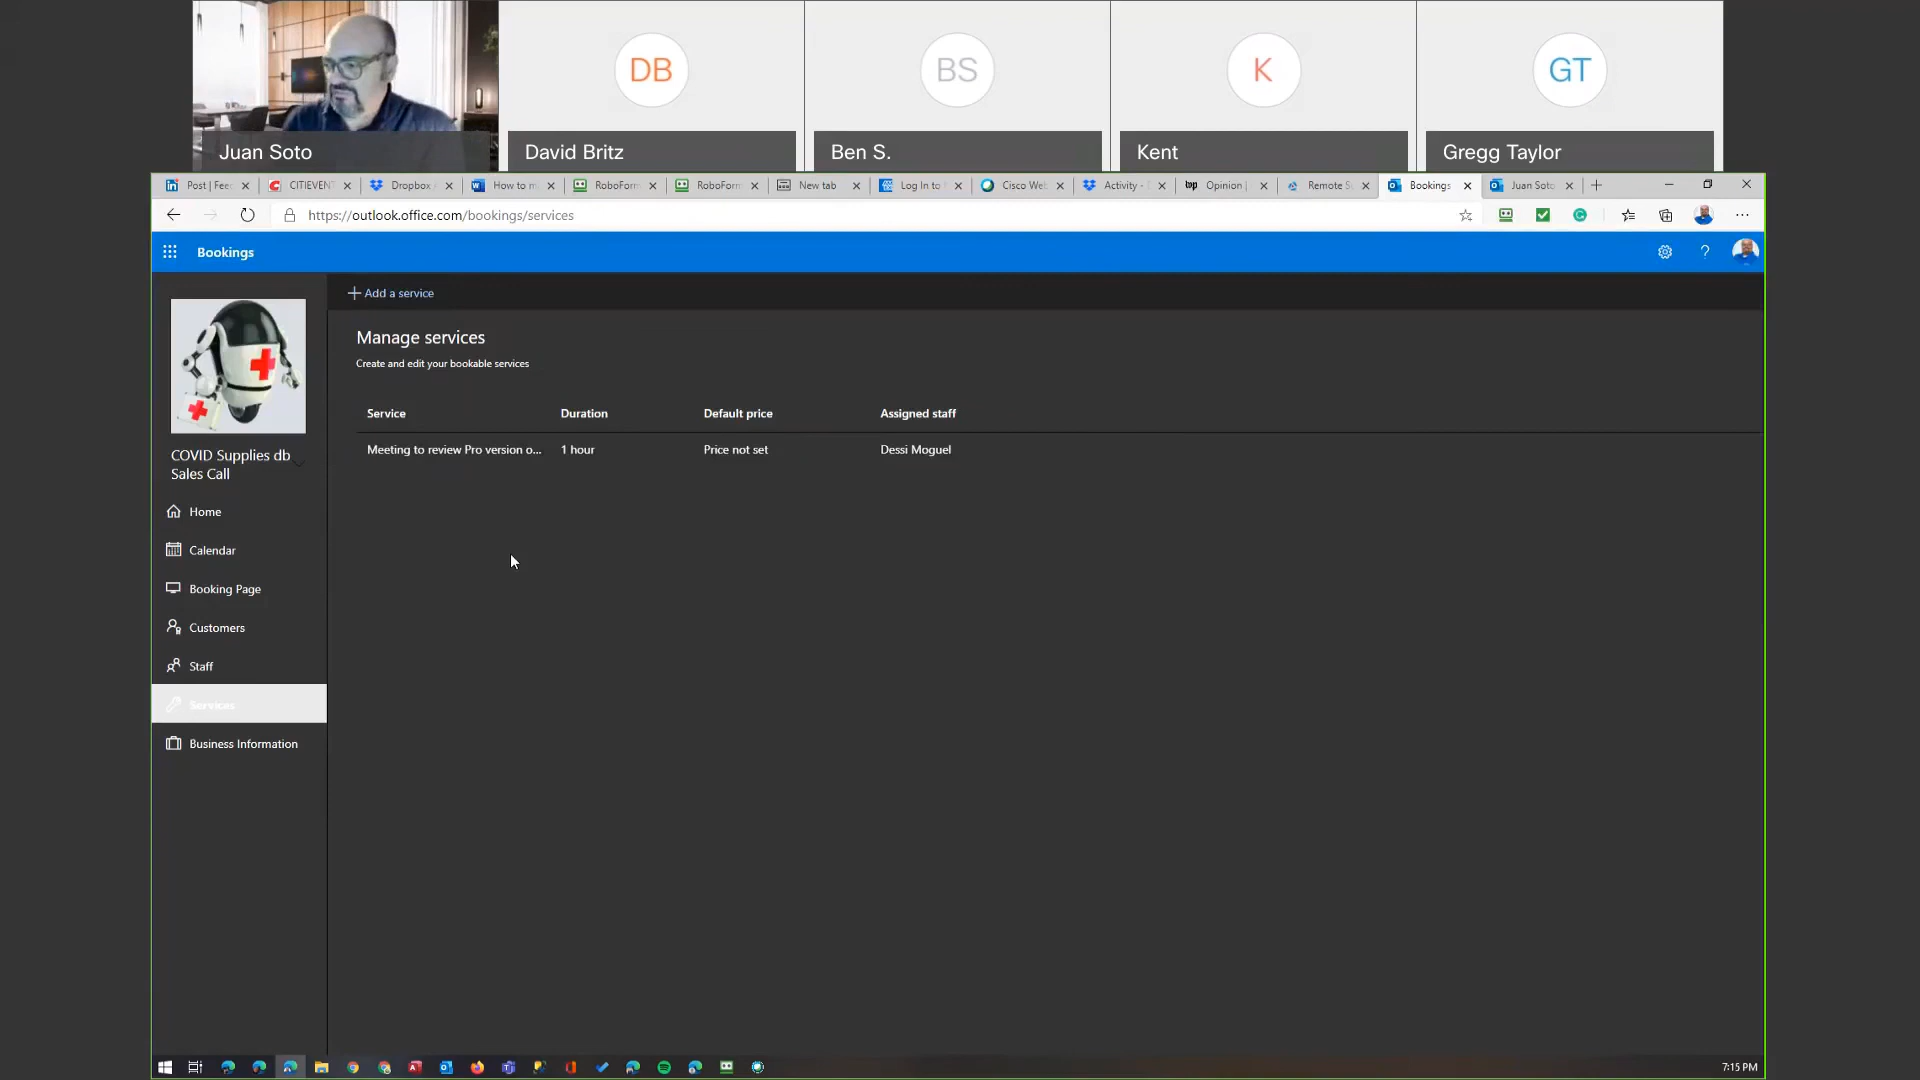 DB
BS
K
GT
Juan Soto
David Britz
Ben S.
Kent
Gregg Taylor
Post | Fee
CITIEVENT
Dropbox
How to m
RoboForm
RoboForm
New tab
Log In to
Cisco Web
Activity -
wp
Opinion |
Remote S
Bookings
Juan Soto
https://outlook.office.com/bookings/services
Bookings
Add a service
COVID Supplies db
Sales Call
Home
Calendar
Booking Page
Customers
Staff
Services
Business Information
Manage services
Create and edit your bookable services
Service Duration Default price Assigned staff
Meeting to review Pro version o... 1 hour Price not set Dessi Moguel
7:15 PM